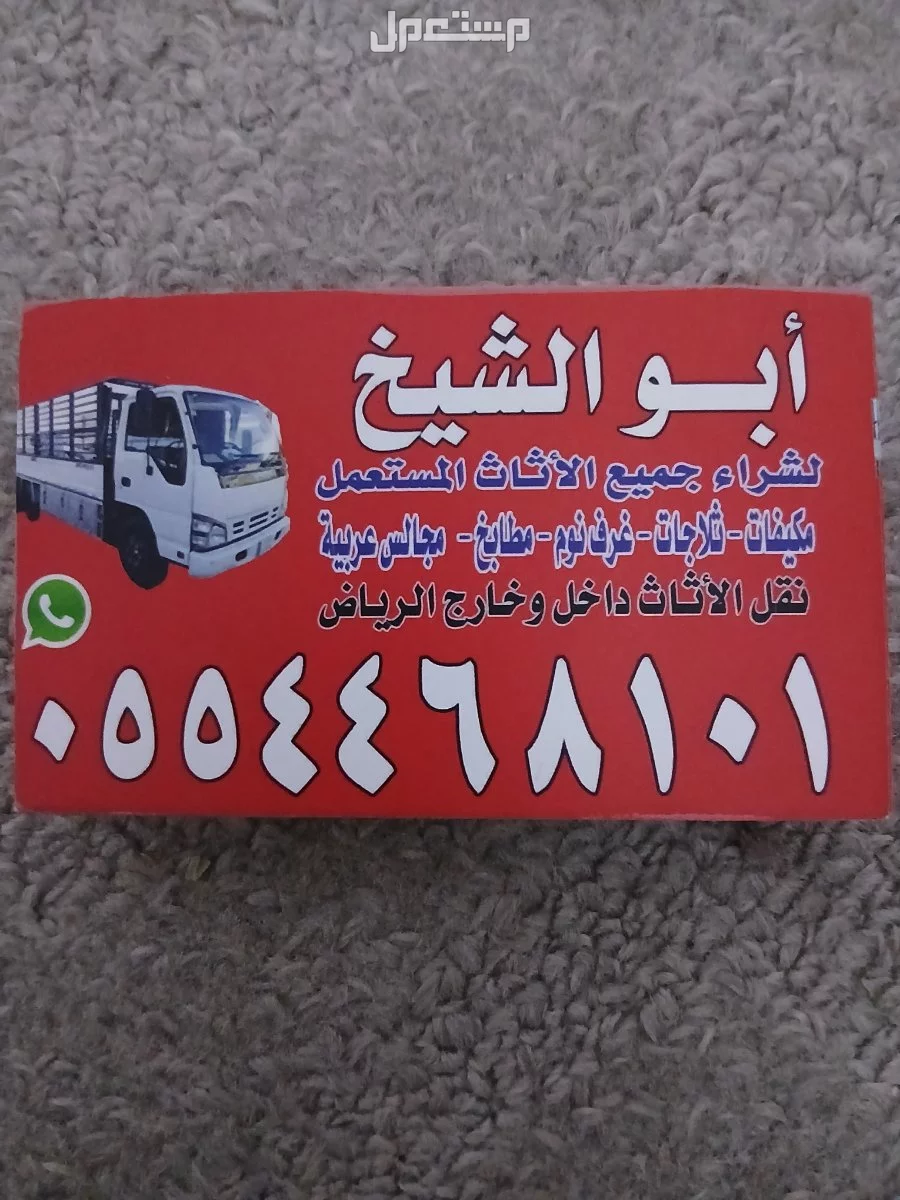 مستعمل
أبو الشيخ
لشراء جميع الأثاث المستعمل
مكيفات - ثلاجات - غرف نوم - مطابخ - مجالس عربية
نقل الأثاث داخل وخارج الرياض
٠٥٥٤٤٦٨١٠١